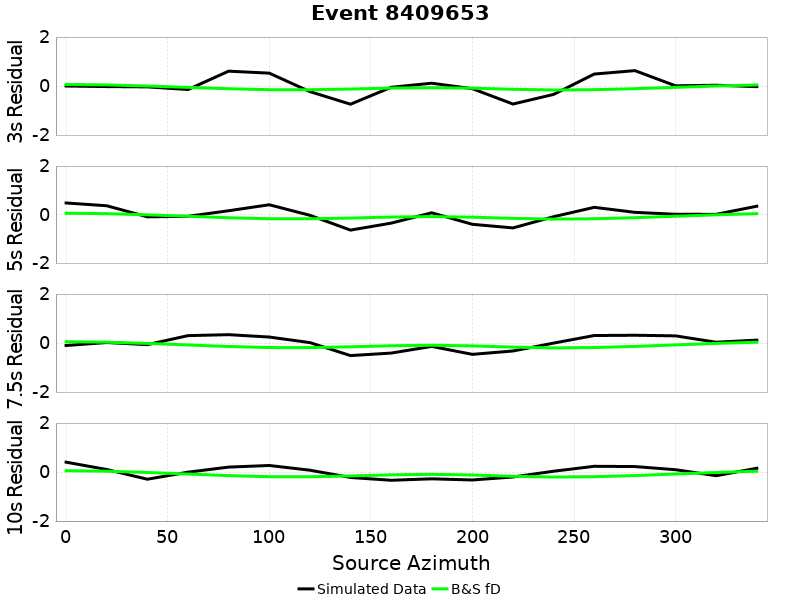 Event 8409653
3s Residual
2
0
-2
5s Residual
2
0
-2
7.5s Residual
2
0
-2
10s Residual
2
0
-2
0 50 100 150 200 250 300
Source Azimuth
Simulated Data B&S fD